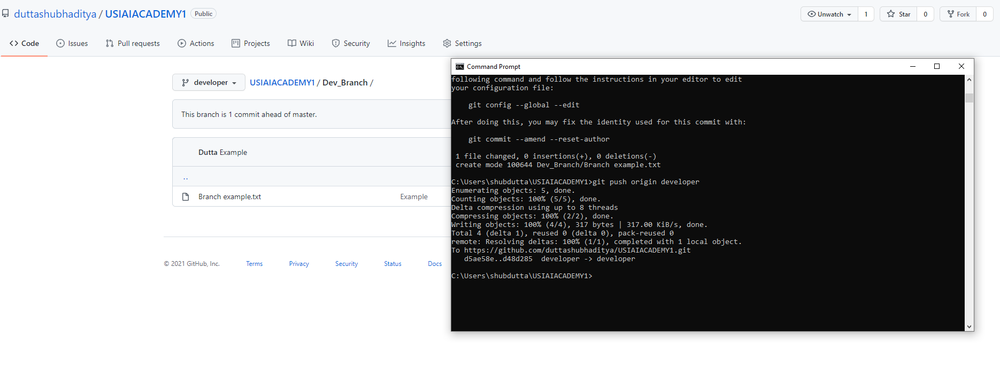 duttashubhaditya / USIAIACADEMY1 Public
Unwatch 1 Star 0 Fork 0
Code Issues Pull requests Actions Projects Wiki Security Insights Settings
developer USIAIACADEMY1 / Dev_Branch /
This branch is 1 commit ahead of master.
Dutta Example
..
Branch example.txt Example
© 2021 GitHub, Inc. Terms Privacy Security Status Docs
Command Prompt
following command and follow the instructions in your editor to edit
your configuration file:
git config --global --edit
After doing this, you may fix the identity used for this commit with:
git commit --amend --reset-author
1 file changed, 0 insertions(+), 0 deletions(-)
create mode 100644 Dev_Branch/Branch example.txt
C:\Users\shubdutta\USIAIACADEMY1>git push origin developer
Enumerating objects: 5, done.
Counting objects: 100% (5/5), done.
Delta compression using up to 8 threads
Compressing objects: 100% (2/2), done.
Writing objects: 100% (4/4), 317 bytes | 317.00 KiB/s, done.
Total 4 (delta 1), reused 0 (delta 0), pack-reused 0
remote: Resolving deltas: 100% (1/1), completed with 1 local object.
To https://github.com/duttashubhaditya/USIAIACADEMY1.git
d5ae58e..d48d285 developer -> developer
C:\Users\shubdutta\USIAIACADEMY1>